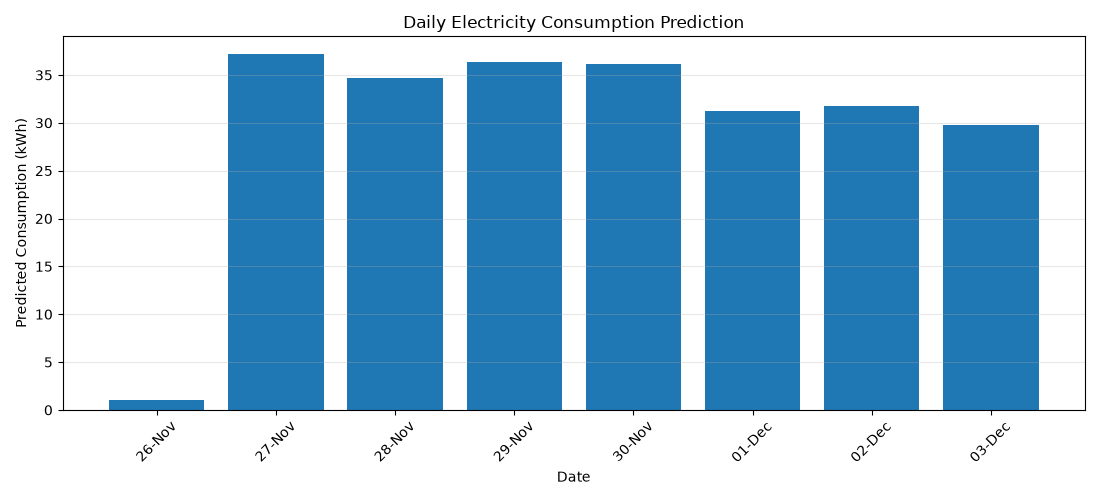 Daily Electricity Consumption Prediction
Predicted Consumption (kWh)
35
30
25
20
15
10
5
0
26-Nov
27-Nov
28-Nov
29-Nov
30-Nov
01-Dec
02-Dec
03-Dec
Date